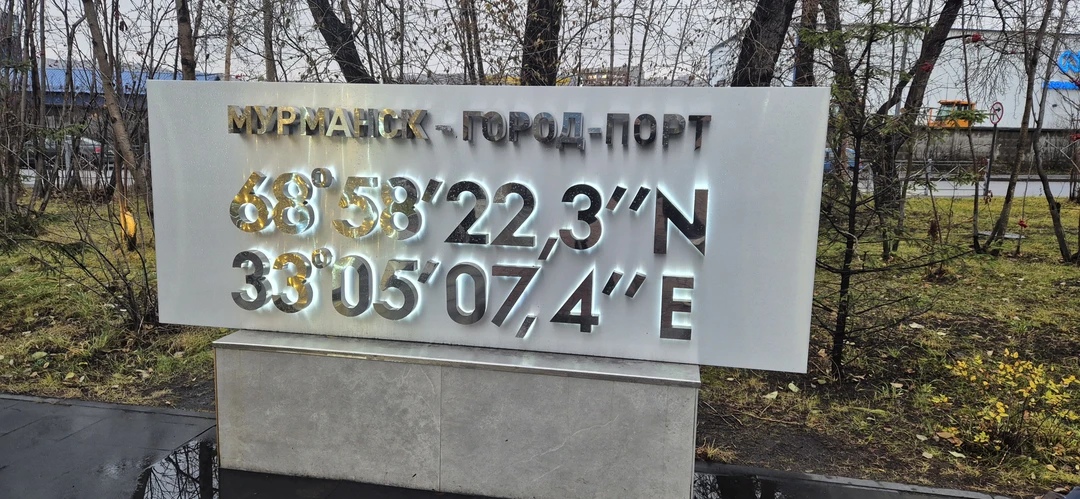 МУРМАНСК - ГОРОД-ПОРТ
68°58′22,3′′N
33°05′07,4′′E